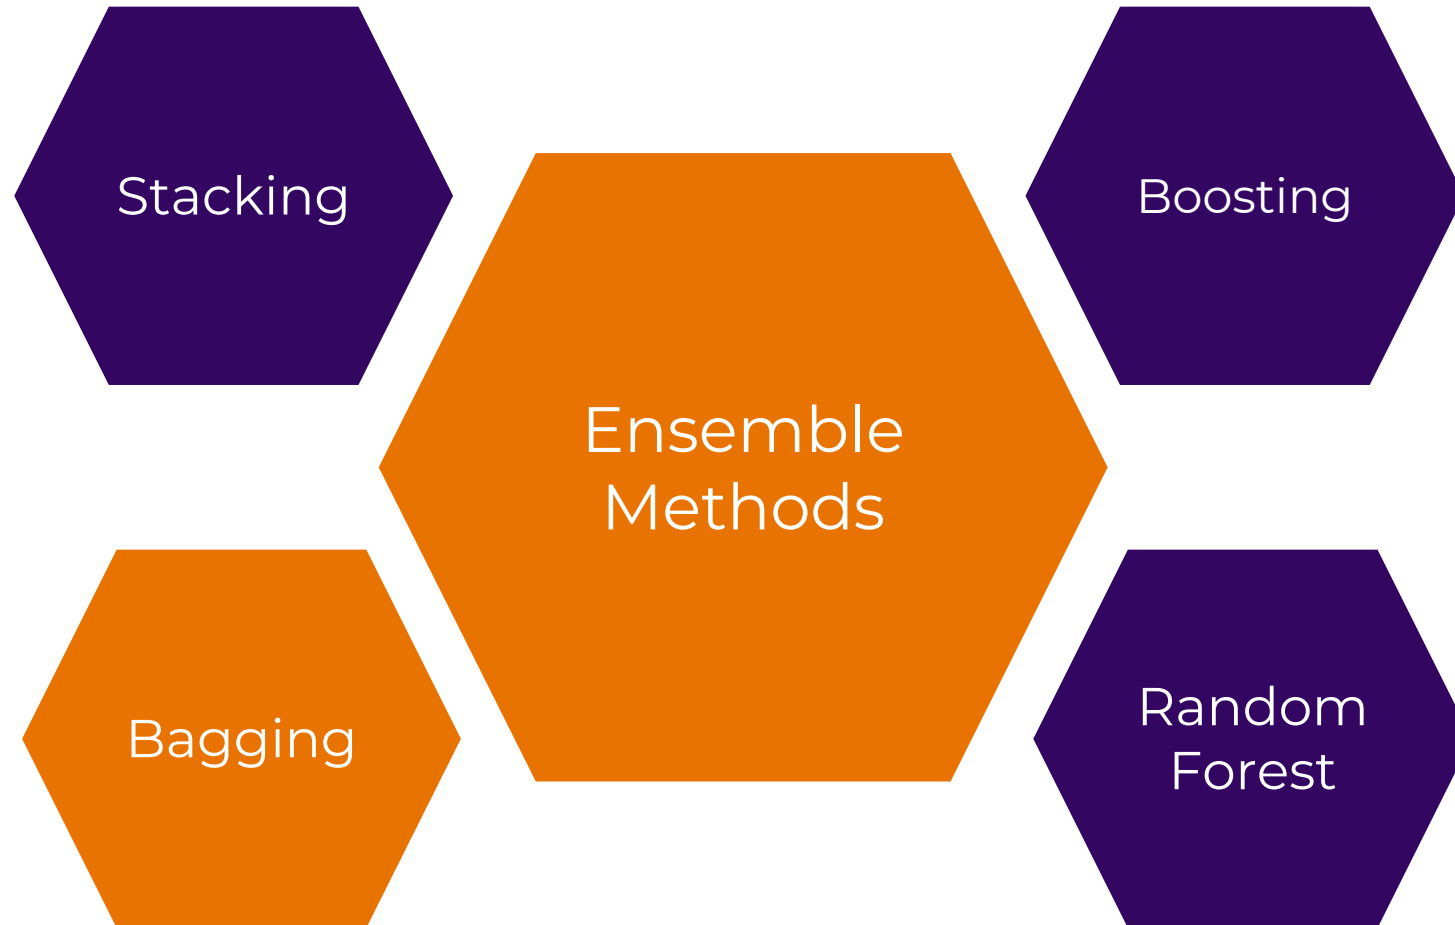 Stacking
Boosting
Ensemble
Methods
Bagging
Random
Forest